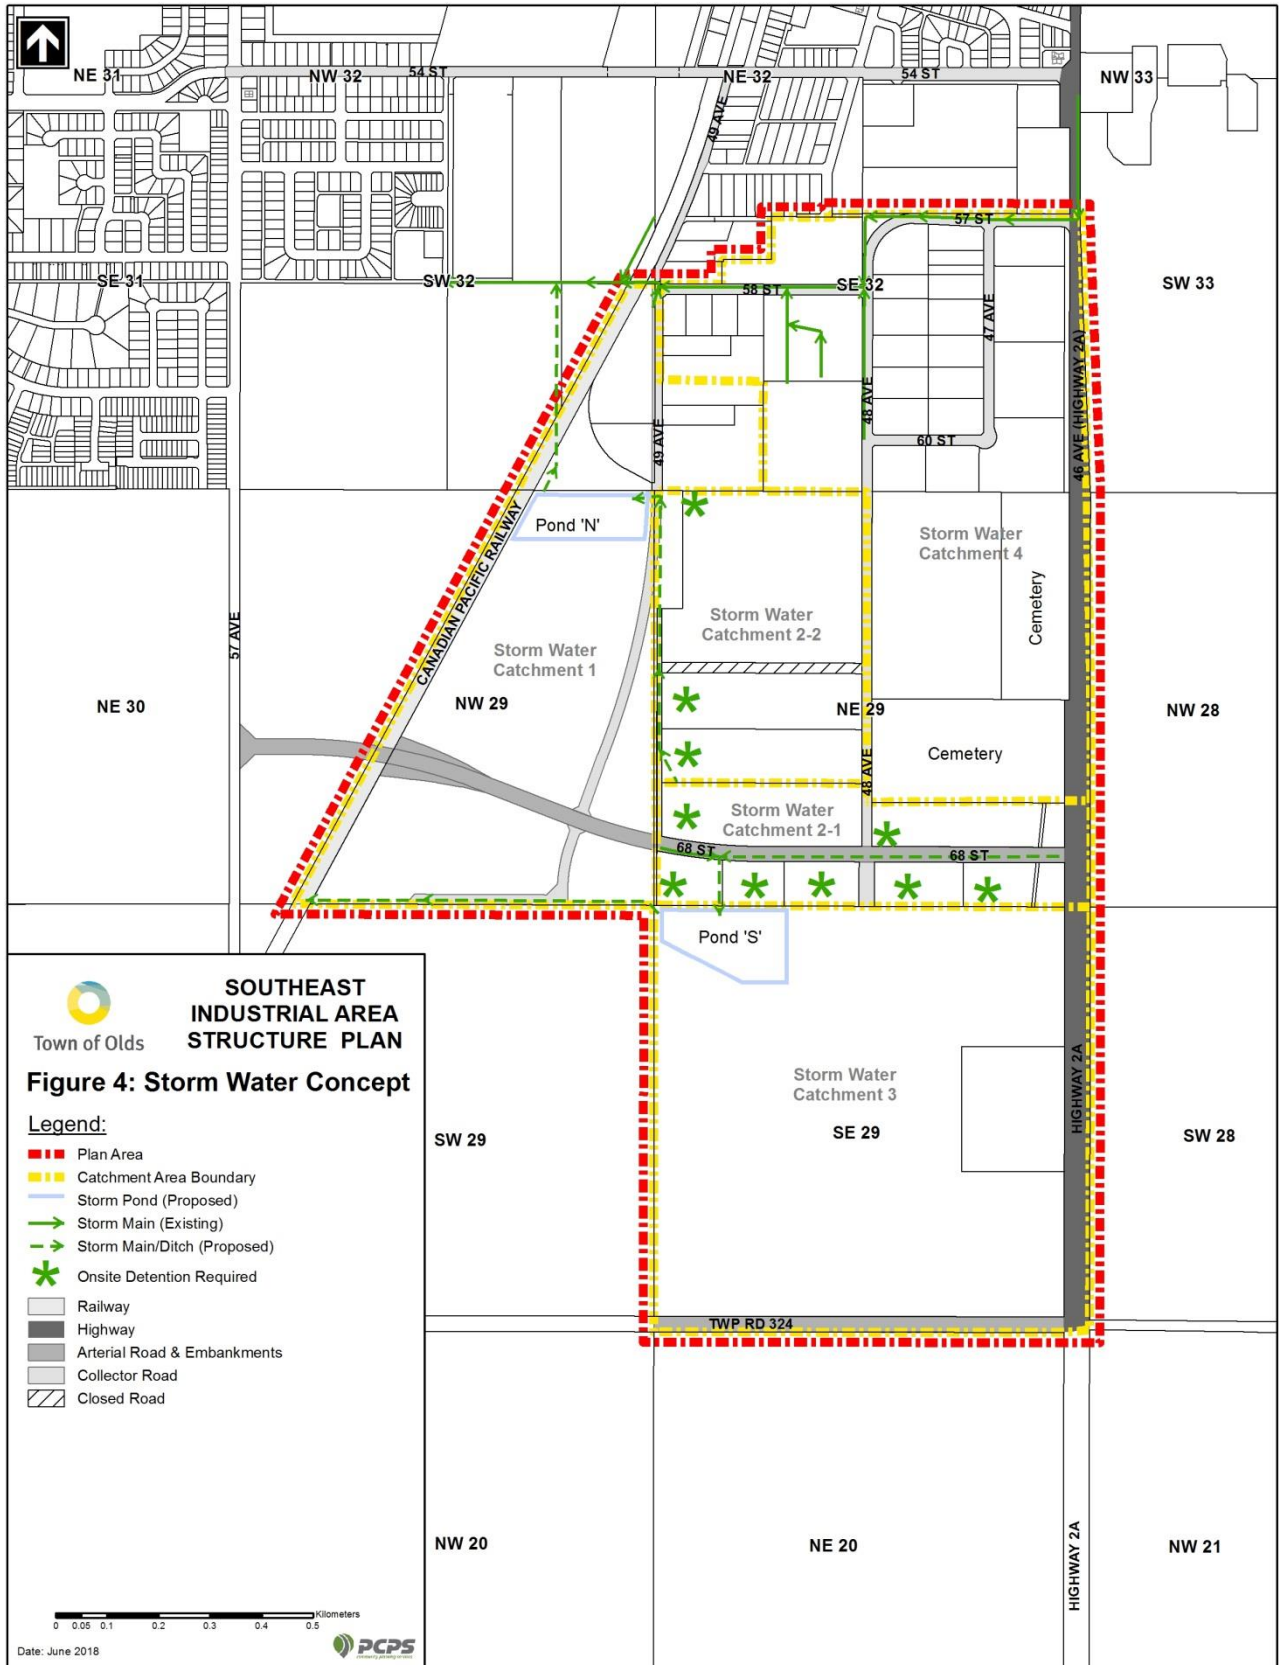 NE 31
NW 32
54 ST
NE 32
54 ST
NW 33
49 AVE
57 ST
SE 31
SW 32
58 ST
SE 32
SW 33
47 AVE
46 AVE (HIGHWAY 2A)
48 AVE
49 AVE
60 ST
Pond 'N'
CANADIAN PACIFIC RAILWAY
Storm Water
Catchment 4
Cemetery
57 AVE
Storm Water
Catchment 2-2
Storm Water
Catchment 1
NE 30
NW 29
NE 29
NW 28
Cemetery
48 AVE
Storm Water
Catchment 2-1
68 ST
68 ST
Pond 'S'
Town of Olds
SOUTHEAST
INDUSTRIAL AREA
STRUCTURE PLAN
Figure 4: Storm Water Concept
Legend:
Plan Area
Catchment Area Boundary
Storm Pond (Proposed)
Storm Main (Existing)
Storm Main/Ditch (Proposed)
Onsite Detention Required
Railway
Highway
Arterial Road & Embankments
Collector Road
Closed Road
Storm Water
Catchment 3
HIGHWAY 2A
SW 29
SE 29
SW 28
TWP RD 324
NW 20
NE 20
NW 21
HIGHWAY 2A
Kilometers
0 0.05 0.1 0.2 0.3 0.4 0.5
Date: June 2018
PCPS